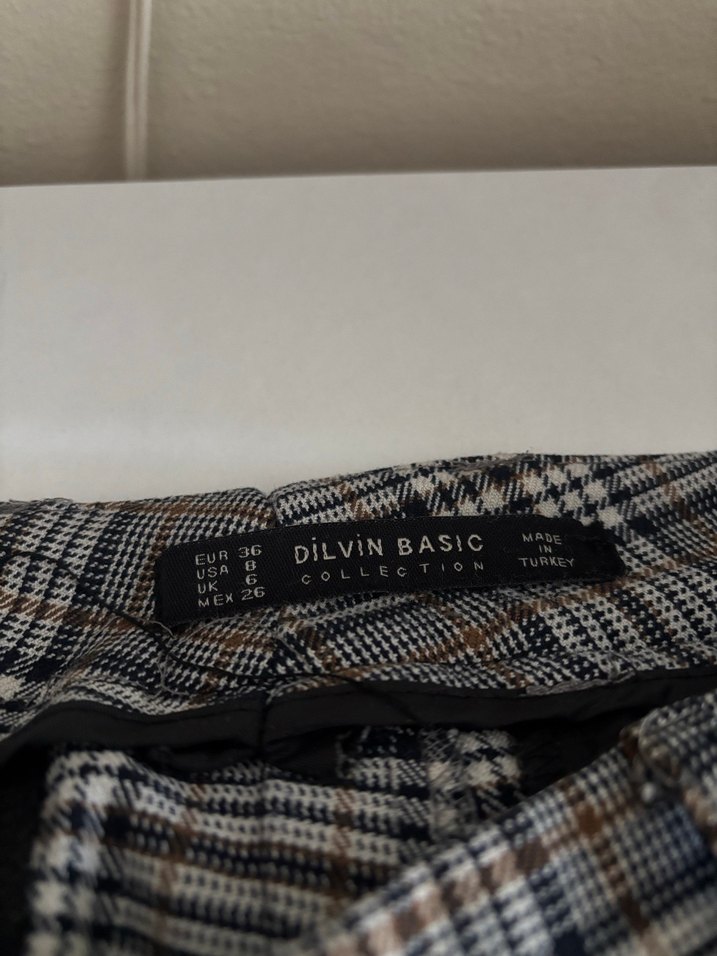 EUR 36
USA 8
UK 6
MEX 26
DİLVİN BASIC
COLLECTION
MADE
IN
TURKEY